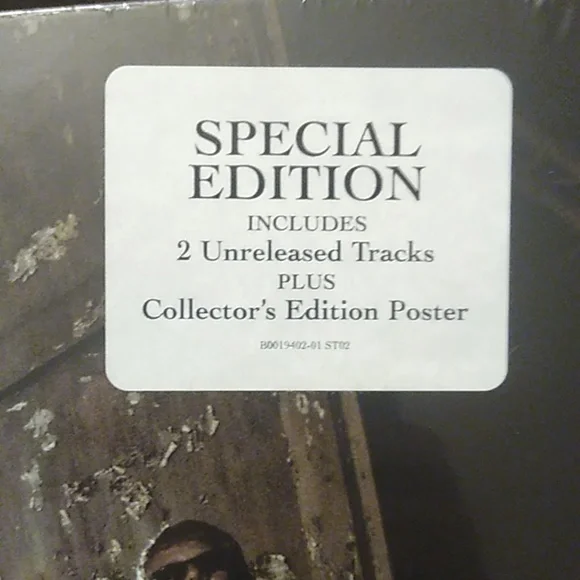 SPECIAL
EDITION
INCLUDES
2 Unreleased Tracks
PLUS
Collector's Edition Poster
B0019402-01 ST02